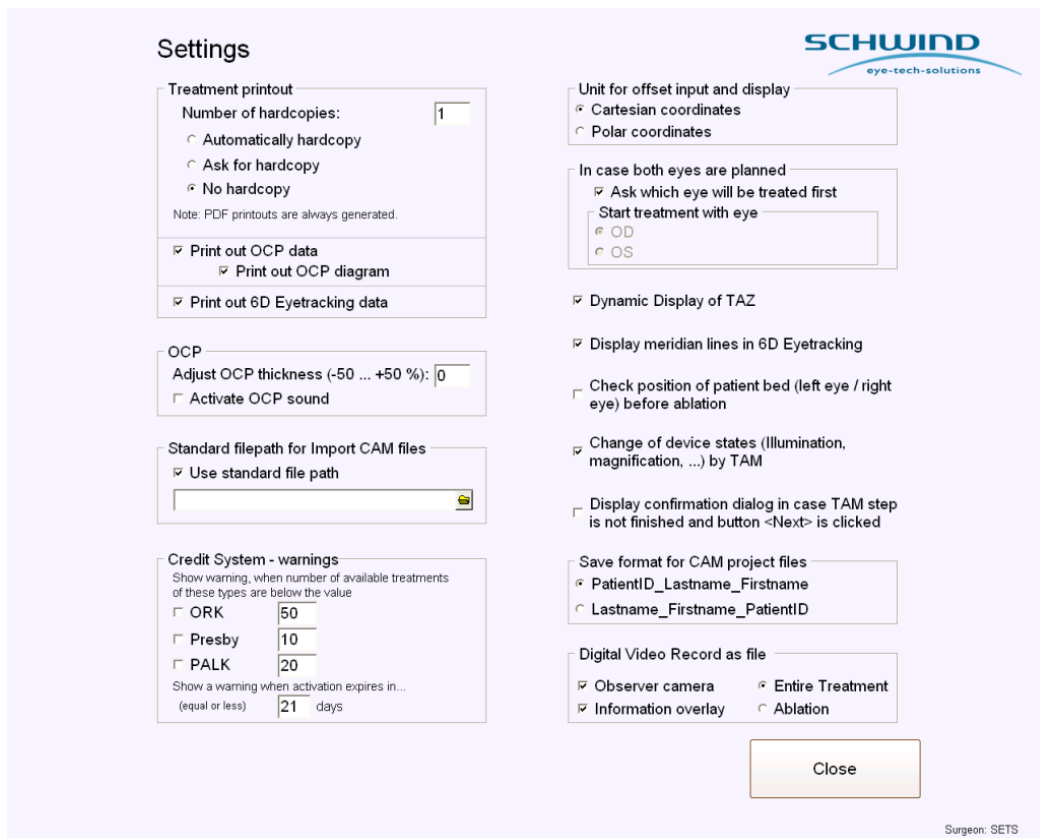 Settings
SCHWIND
eye-tech-solutions
Treatment printout
Number of hardcopies: 1
Automatically hardcopy
Ask for hardcopy
No hardcopy
Note: PDF printouts are always generated.
Print out OCP data
Print out OCP diagram
Print out 6D Eyetracking data
OCP
Adjust OCP thickness (-50 ... +50 %): 0
Activate OCP sound
Standard filepath for Import CAM files
Use standard file path
Credit System - warnings
Show warning, when number of available treatments
of these types are below the value
ORK 50
Presby 10
PALK 20
Show a warning when activation expires in...
(equal or less) 21 days
Unit for offset input and display
Cartesian coordinates
Polar coordinates
In case both eyes are planned
Ask which eye will be treated first
Start treatment with eye
OD
OS
Dynamic Display of TAZ
Display meridian lines in 6D Eyetracking
Check position of patient bed (left eye / right
eye) before ablation
Change of device states (Illumination,
magnification, ...) by TAM
Display confirmation dialog in case TAM step
is not finished and button <Next> is clicked
Save format for CAM project files
PatientID_Lastname_Firstname
Lastname_Firstname_PatientID
Digital Video Record as file
Observer camera Entire Treatment
Information overlay Ablation
Close
Surgeon: SETS